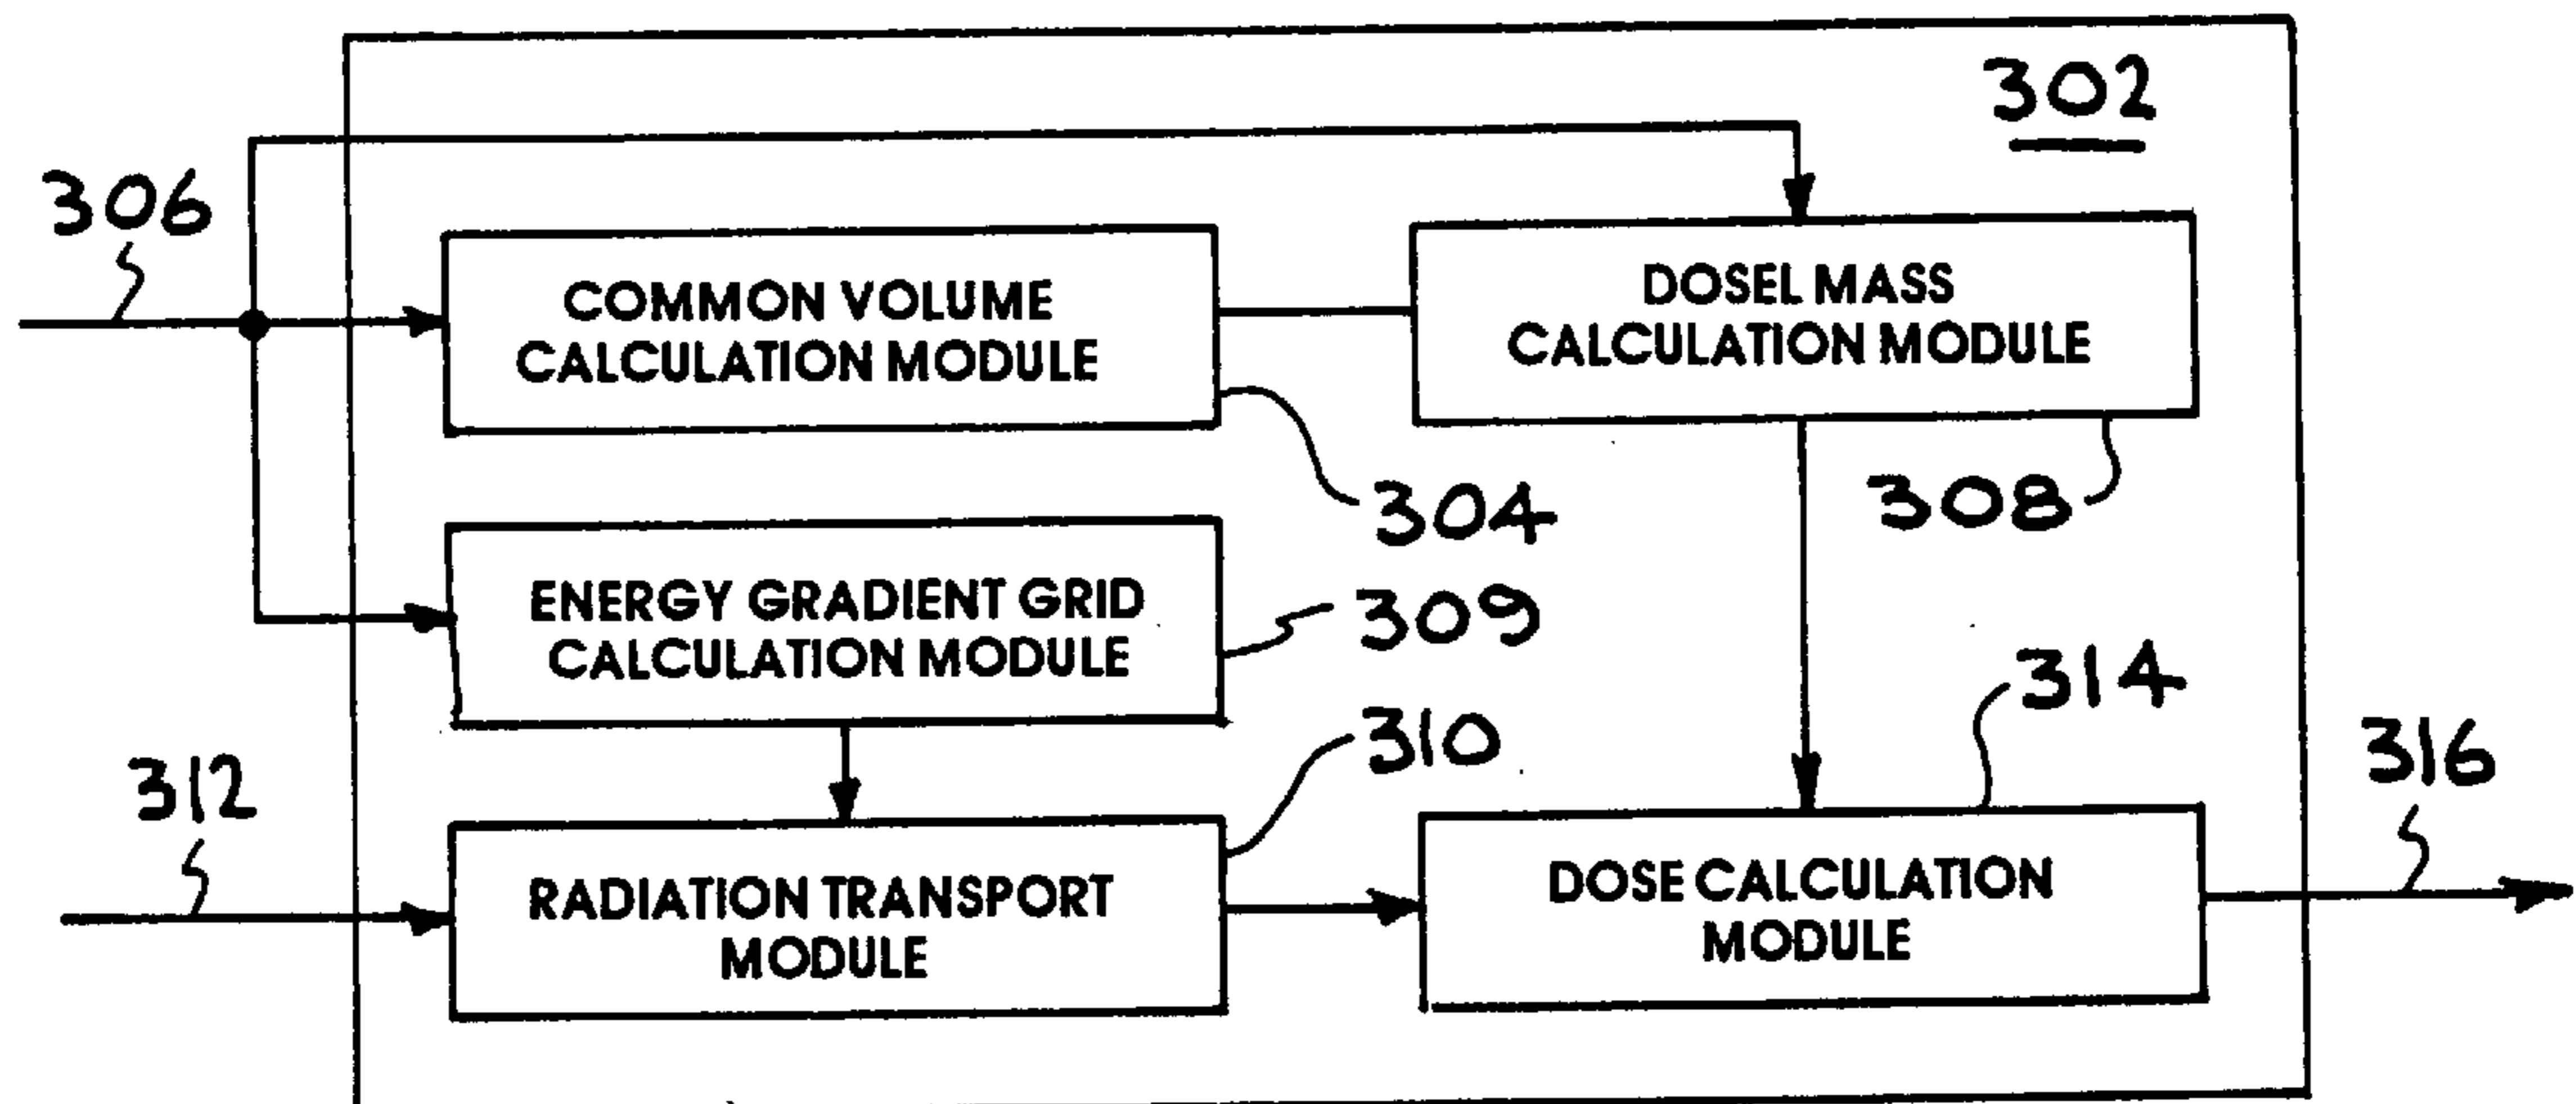 302
306
COMMON VOLUME
CALCULATION MODULE
DOSEL MASS
CALCULATION MODULE
304
308
ENERGY GRADIENT GRID
CALCULATION MODULE
309
310
314
312
316
RADIATION TRANSPORT
MODULE
DOSE CALCULATION
MODULE